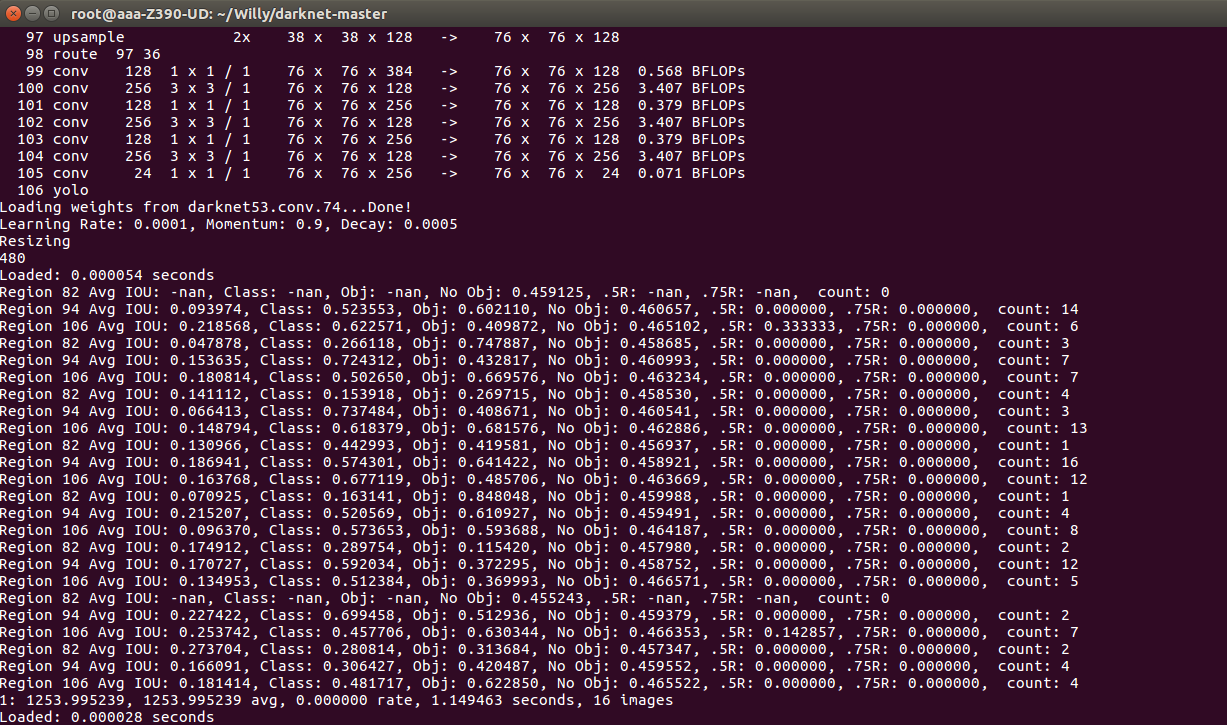 root@aaa-Z390-UD: ~/Willy/darknet-master
97 upsample 2x 38 x 38 x 128 -> 76 x 76 x 128
98 route 97 36
99 conv 128 1 x 1 / 1 76 x 76 x 384 -> 76 x 76 x 128 0.568 BFLOPs
100 conv 256 3 x 3 / 1 76 x 76 x 128 -> 76 x 76 x 256 3.407 BFLOPs
101 conv 128 1 x 1 / 1 76 x 76 x 256 -> 76 x 76 x 128 0.379 BFLOPs
102 conv 256 3 x 3 / 1 76 x 76 x 128 -> 76 x 76 x 256 3.407 BFLOPs
103 conv 128 1 x 1 / 1 76 x 76 x 256 -> 76 x 76 x 128 0.379 BFLOPs
104 conv 256 3 x 3 / 1 76 x 76 x 128 -> 76 x 76 x 256 3.407 BFLOPs
105 conv 24 1 x 1 / 1 76 x 76 x 256 -> 76 x 76 x 24 0.071 BFLOPs
106 yolo
Loading weights from darknet53.conv.74...Done!
Learning Rate: 0.0001, Momentum: 0.9, Decay: 0.0005
Resizing
480
Loaded: 0.000054 seconds
Region 82 Avg IOU: -nan, Class: -nan, Obj: -nan, No Obj: 0.459125, .5R: -nan, .75R: -nan, count: 0
Region 94 Avg IOU: 0.093974, Class: 0.523553, Obj: 0.602110, No Obj: 0.460657, .5R: 0.000000, .75R: 0.000000, count: 14
Region 106 Avg IOU: 0.218568, Class: 0.622571, Obj: 0.409872, No Obj: 0.465102, .5R: 0.333333, .75R: 0.000000, count: 6
Region 82 Avg IOU: 0.047878, Class: 0.266118, Obj: 0.747887, No Obj: 0.458685, .5R: 0.000000, .75R: 0.000000, count: 3
Region 94 Avg IOU: 0.153635, Class: 0.724312, Obj: 0.432817, No Obj: 0.460993, .5R: 0.000000, .75R: 0.000000, count: 7
Region 106 Avg IOU: 0.180814, Class: 0.502650, Obj: 0.669576, No Obj: 0.463234, .5R: 0.000000, .75R: 0.000000, count: 7
Region 82 Avg IOU: 0.141112, Class: 0.153918, Obj: 0.269715, No Obj: 0.458530, .5R: 0.000000, .75R: 0.000000, count: 4
Region 94 Avg IOU: 0.066413, Class: 0.737484, Obj: 0.408671, No Obj: 0.460541, .5R: 0.000000, .75R: 0.000000, count: 3
Region 106 Avg IOU: 0.148794, Class: 0.618379, Obj: 0.681576, No Obj: 0.462886, .5R: 0.000000, .75R: 0.000000, count: 13
Region 82 Avg IOU: 0.130966, Class: 0.442993, Obj: 0.419581, No Obj: 0.456937, .5R: 0.000000, .75R: 0.000000, count: 1
Region 94 Avg IOU: 0.186941, Class: 0.574301, Obj: 0.641422, No Obj: 0.458921, .5R: 0.000000, .75R: 0.000000, count: 16
Region 106 Avg IOU: 0.163768, Class: 0.677119, Obj: 0.485706, No Obj: 0.463669, .5R: 0.000000, .75R: 0.000000, count: 12
Region 82 Avg IOU: 0.070925, Class: 0.163141, Obj: 0.848048, No Obj: 0.459988, .5R: 0.000000, .75R: 0.000000, count: 1
Region 94 Avg IOU: 0.215207, Class: 0.520569, Obj: 0.610927, No Obj: 0.459491, .5R: 0.000000, .75R: 0.000000, count: 4
Region 106 Avg IOU: 0.096370, Class: 0.573653, Obj: 0.593688, No Obj: 0.464187, .5R: 0.000000, .75R: 0.000000, count: 8
Region 82 Avg IOU: 0.174912, Class: 0.289754, Obj: 0.115420, No Obj: 0.457980, .5R: 0.000000, .75R: 0.000000, count: 2
Region 94 Avg IOU: 0.170727, Class: 0.592034, Obj: 0.372295, No Obj: 0.458752, .5R: 0.000000, .75R: 0.000000, count: 12
Region 106 Avg IOU: 0.134953, Class: 0.512384, Obj: 0.369993, No Obj: 0.466571, .5R: 0.000000, .75R: 0.000000, count: 5
Region 82 Avg IOU: -nan, Class: -nan, Obj: -nan, No Obj: 0.455243, .5R: -nan, .75R: -nan, count: 0
Region 94 Avg IOU: 0.227422, Class: 0.699458, Obj: 0.512936, No Obj: 0.459379, .5R: 0.000000, .75R: 0.000000, count: 2
Region 106 Avg IOU: 0.253742, Class: 0.457706, Obj: 0.630344, No Obj: 0.466353, .5R: 0.142857, .75R: 0.000000, count: 7
Region 82 Avg IOU: 0.273704, Class: 0.280814, Obj: 0.313684, No Obj: 0.457347, .5R: 0.000000, .75R: 0.000000, count: 2
Region 94 Avg IOU: 0.166091, Class: 0.306427, Obj: 0.420487, No Obj: 0.459552, .5R: 0.000000, .75R: 0.000000, count: 4
Region 106 Avg IOU: 0.181414, Class: 0.481717, Obj: 0.622850, No Obj: 0.465522, .5R: 0.000000, .75R: 0.000000, count: 4
1: 1253.995239, 1253.995239 avg, 0.000000 rate, 1.149463 seconds, 16 images
Loaded: 0.000028 seconds